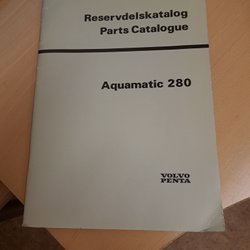 Reservdelskatalog
Parts Catalogue
Aquamatic 280
VOLVO
PENTA